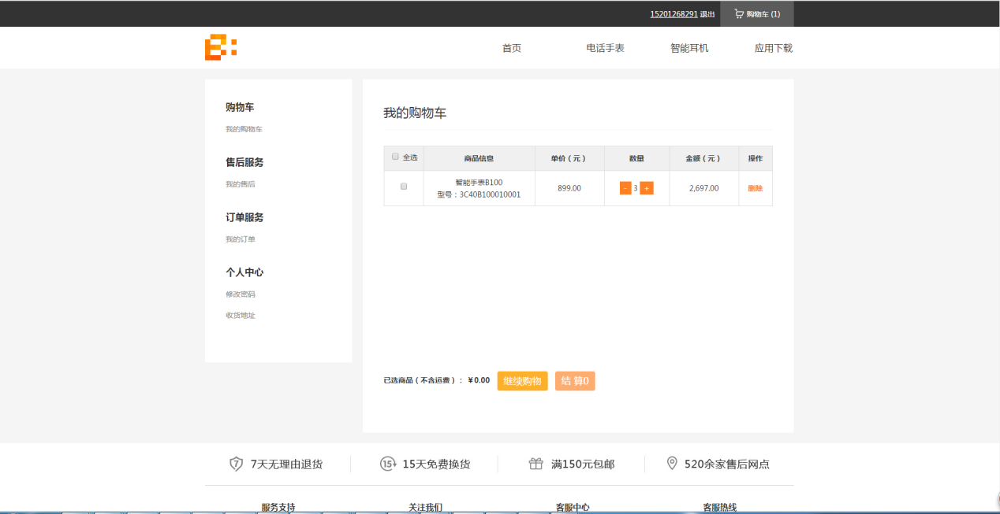 15201268291 退出 购物车 (1)
首页 电话手表 智能耳机 应用下载
购物车
我的购物车
售后服务
我的售后
订单服务
我的订单
个人中心
修改密码
收货地址
我的购物车
全选 商品信息 单价（元） 数量 金额（元） 操作
智能手表B100
型号：3C40B100010001
899.00 - 3 + 2,697.00 删除
已选商品（不含运费）：￥0.00 继续购物 结 算0
7天无理由退货 15天免费换货 满150元包邮 520余家售后网点
服务支持 关注我们 客服中心 客服热线